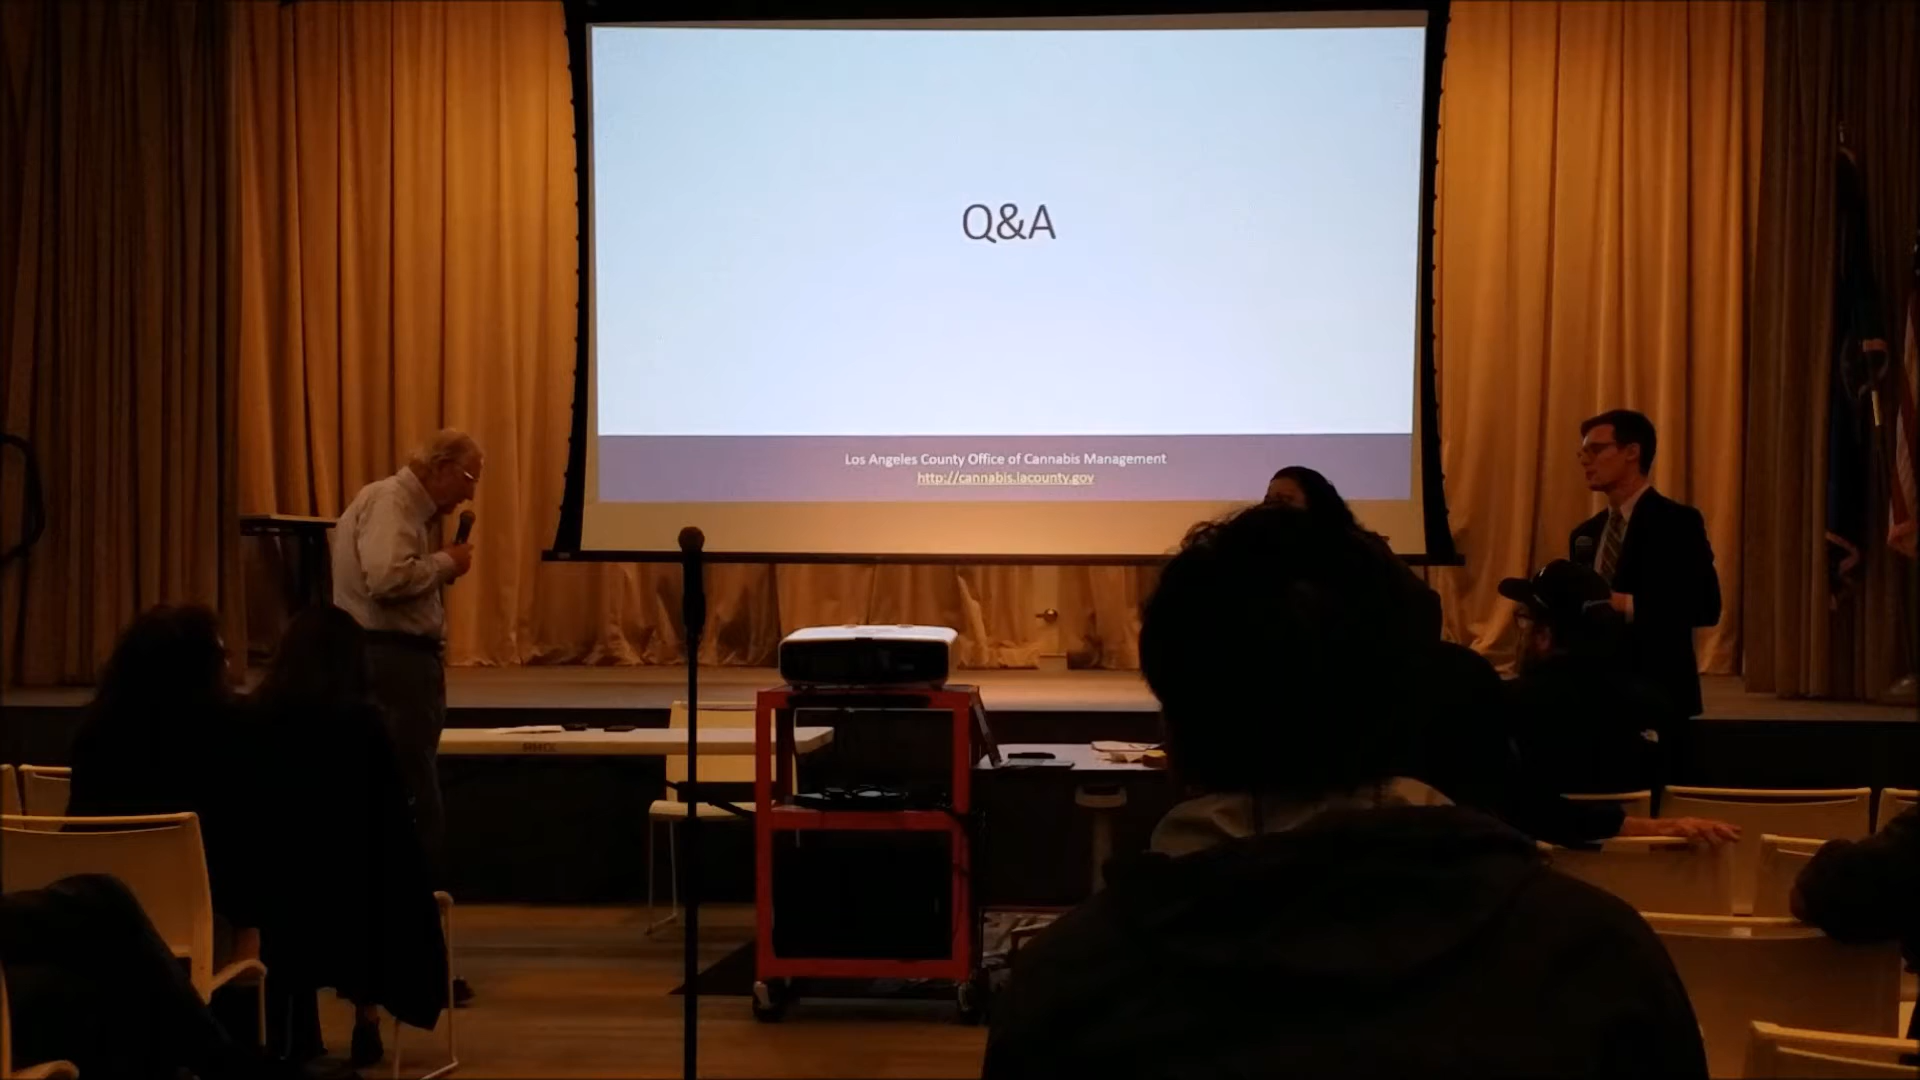 Q&A
Los Angeles County Office of Cannabis Management
http://cannabis.lacounty.gov